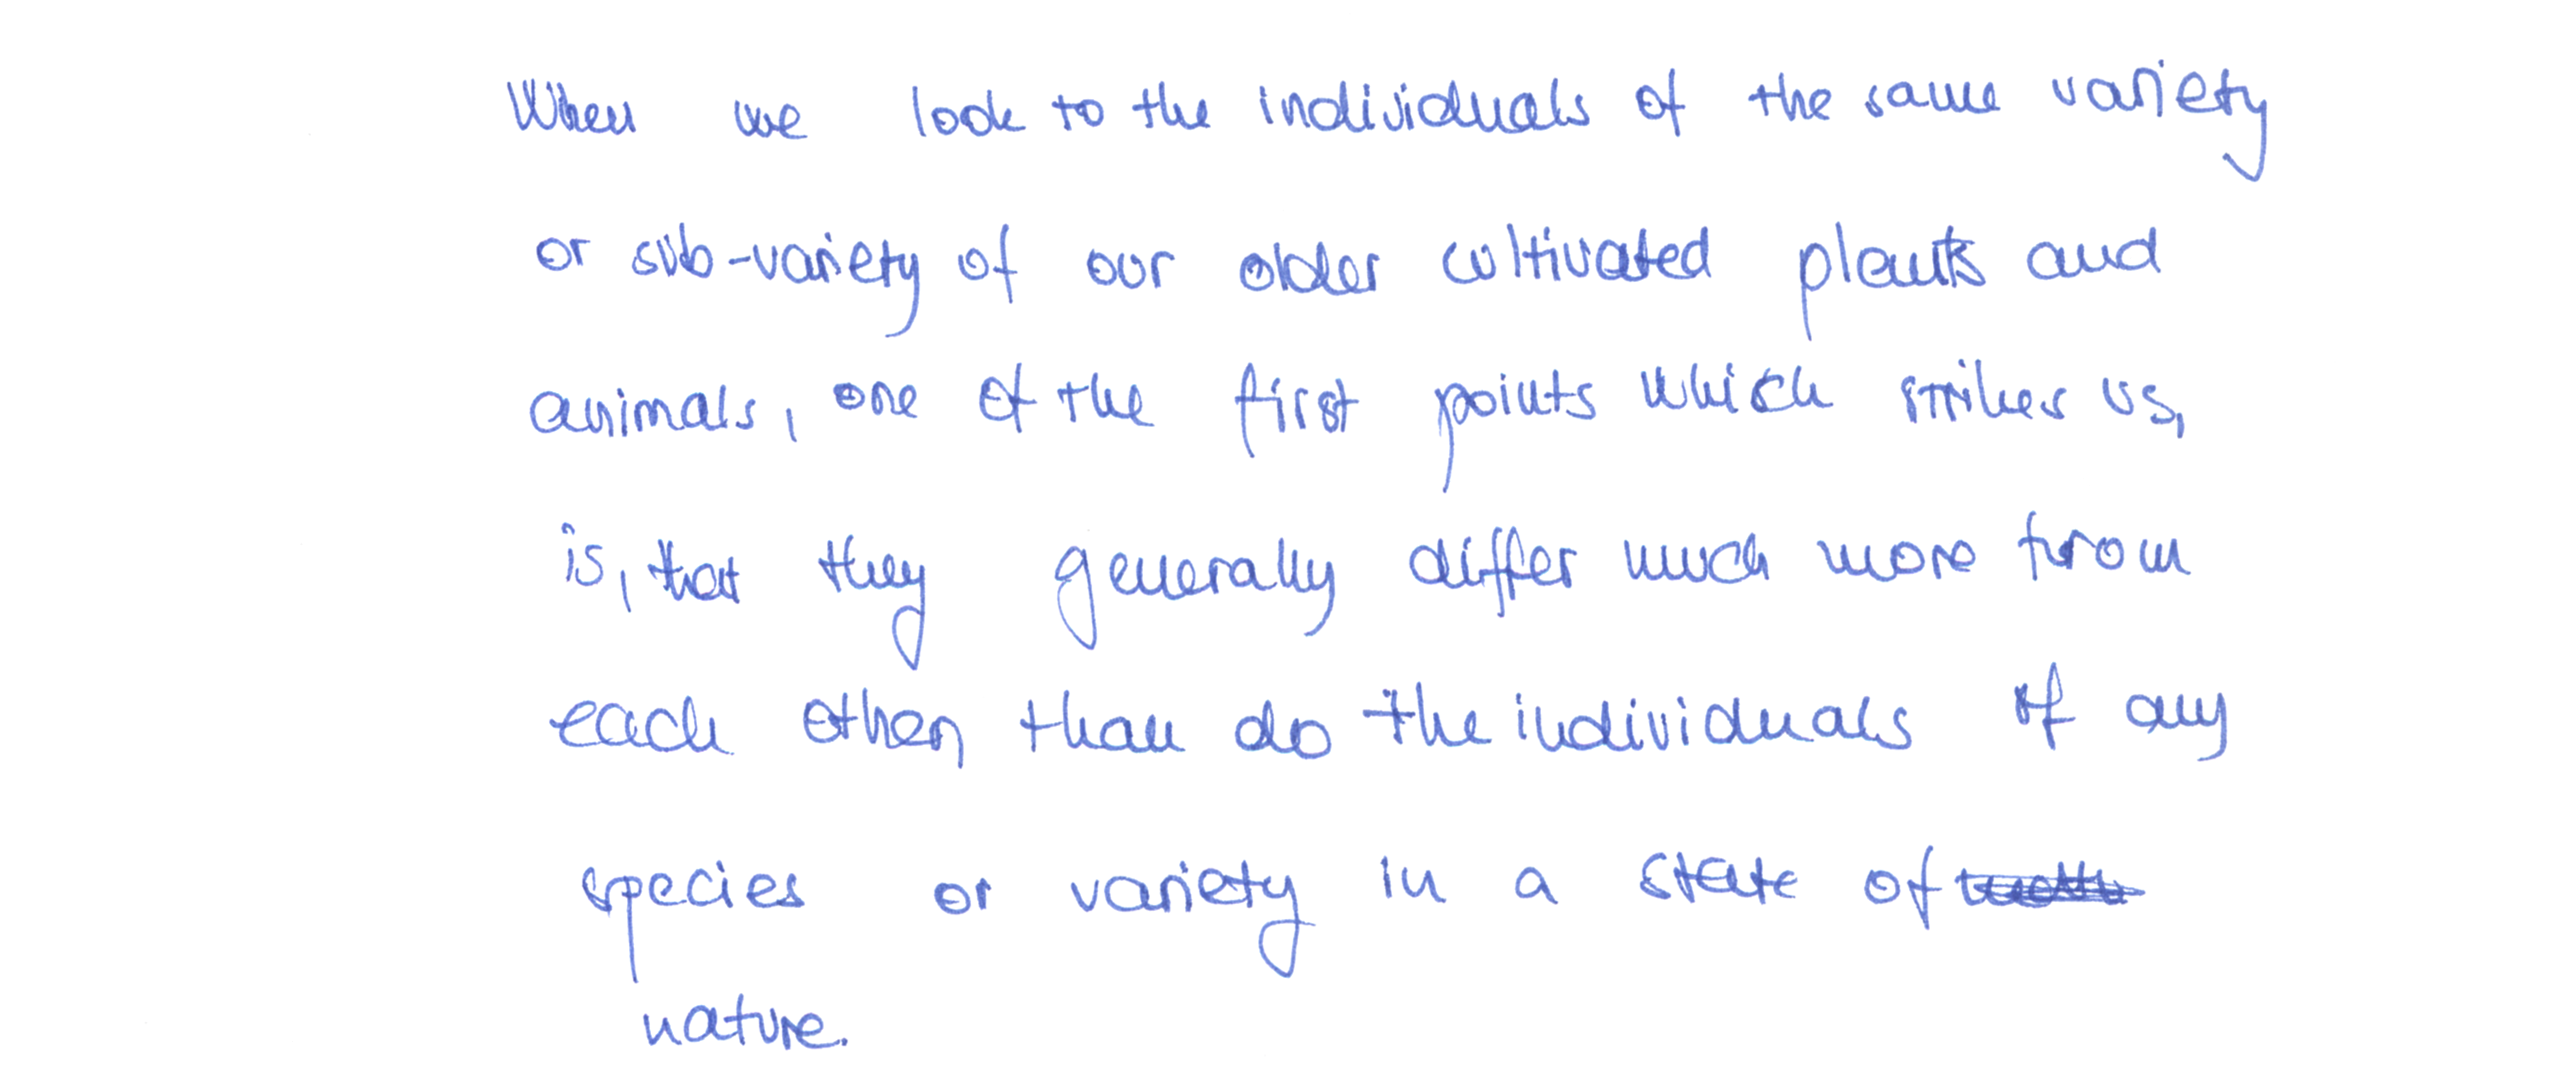 When we look to the individuals of the same variety
or sub-variety of our older cultivated plants and
animals, one of the first points which strikes us,
is, that they generally differ much more from
each other, than do the individuals of any
species or variety in a state of
nature.